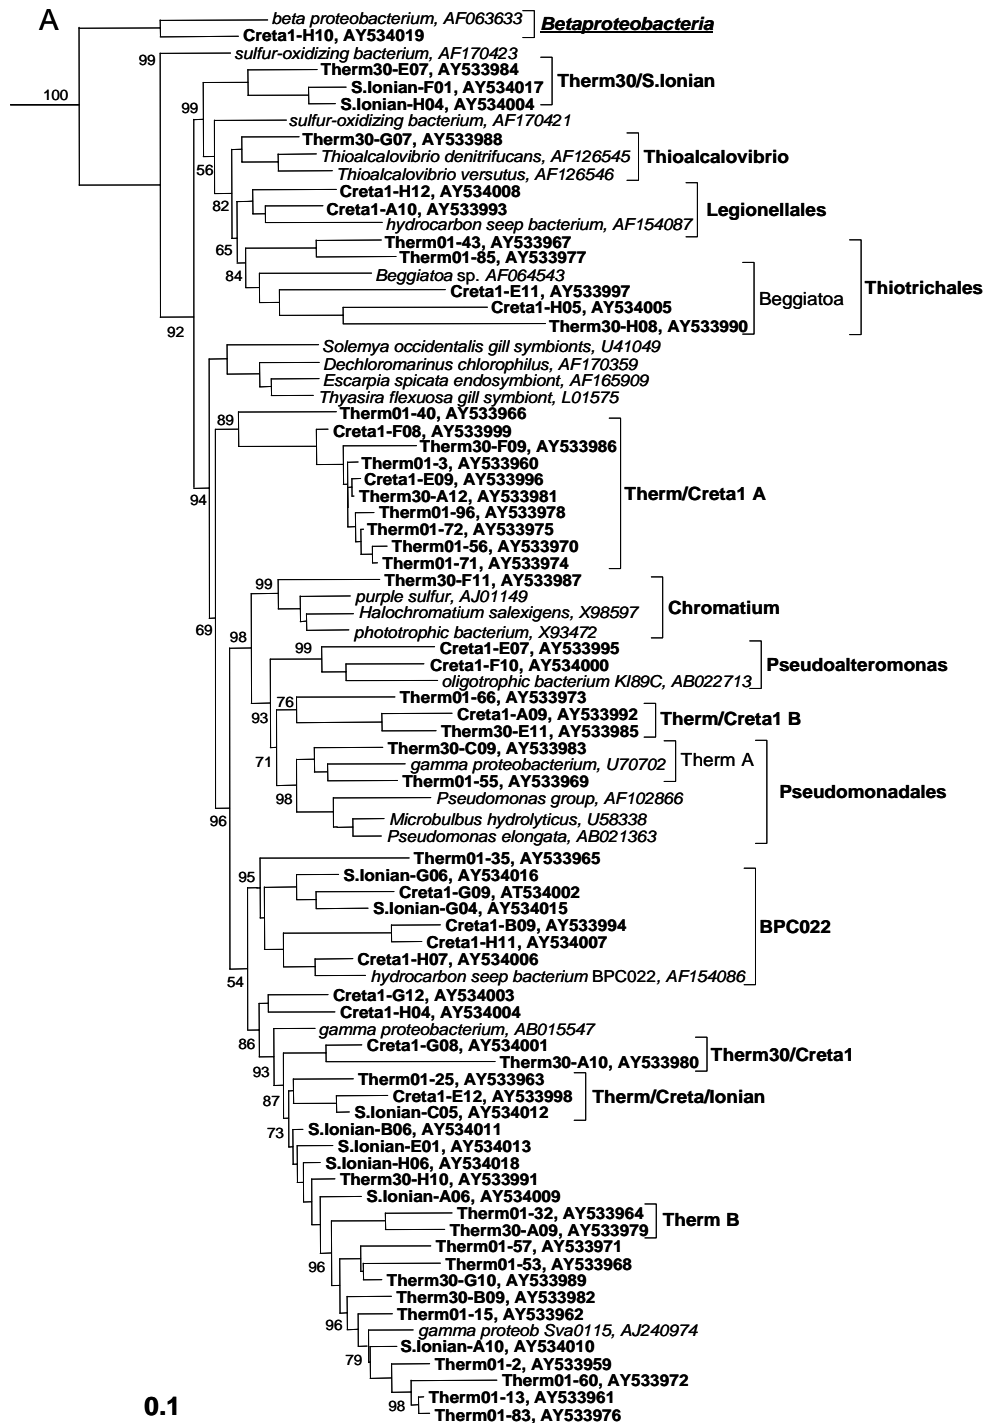 A
beta proteobacterium, AF063633
Betaproteobacteria
Creta1-H10, AY534019
99
sulfur-oxidizing bacterium, AF170423
Therm30-E07, AY533984
Therm30/S.Ionian
S.Ionian-F01, AY534017
100
S.Ionian-H04, AY534004
99
sulfur-oxidizing bacterium, AF170421
Therm30-G07, AY533988
Thioalcalovibrio denitrifucans, AF126545
Thioalcalovibrio
56
Thioalcalovibrio versutus, AF126546
Creta1-H12, AY534008
82
Creta1-A10, AY533993
Legionellales
hydrocarbon seep bacterium, AF154087
Therm01-43, AY533967
65
Therm01-85, AY533977
84
Beggiatoa sp. AF064543
Thiotrichales
Creta1-E11, AY533997
Beggiatoa
Creta1-H05, AY534005
Therm30-H08, AY533990
92
Solemya occidentalis gill symbionts, U41049
Dechloromarinus chlorophilus, AF170359
Escarpia spicata endosymbiont, AF165909
Thyasira flexuosa gill symbiont, L01575
89
Therm01-40, AY533966
Creta1-F08, AY533999
Therm30-F09, AY533986
Therm01-3, AY533960
Creta1-E09, AY533996
Therm30-A12, AY533981
Therm/Creta1 A
94
Therm01-96, AY533978
Therm01-72, AY533975
Therm01-56, AY533970
Therm01-71, AY533974
99
Therm30-F11, AY533987
purple sulfur, AJ01149
Halochromatium salexigens, X98597
Chromatium
69
phototrophic bacterium, X93472
98
99
Creta1-E07, AY533995
Creta1-F10, AY534000
Pseudoalteromonas
oligotrophic bacterium KI89C, AB022713
76
Therm01-66, AY533973
93
Creta1-A09, AY533992
Therm/Creta1 B
Therm30-E11, AY533985
Therm30-C09, AY533983
71
gamma proteobacterium, U70702
Therm A
Therm01-55, AY533969
98
Pseudomonas group, AF102866
Pseudomonadales
96
Microbulbus hydrolyticus, U58338
Pseudomonas elongata, AB021363
Therm01-35, AY533965
95
S.Ionian-G06, AY534016
Creta1-G09, AT534002
S.Ionian-G04, AY534015
Creta1-B09, AY533994
BPC022
Creta1-H11, AY534007
Creta1-H07, AY534006
hydrocarbon seep bacterium BPC022, AF154086
54
Creta1-G12, AY534003
Creta1-H04, AY534004
gamma proteobacterium, AB015547
86
Creta1-G08, AY534001
Therm30/Creta1
Therm30-A10, AY533980
93
Therm01-25, AY533963
Creta1-E12, AY533998
Therm/Creta/Ionian
87
S.Ionian-C05, AY534012
73
S.Ionian-B06, AY534011
S.Ionian-E01, AY534013
S.Ionian-H06, AY534018
Therm30-H10, AY533991
S.Ionian-A06, AY534009
Therm01-32, AY533964
Therm B
Therm30-A09, AY533979
Therm01-57, AY533971
96
Therm01-53, AY533968
Therm30-G10, AY533989
Therm30-B09, AY533982
Therm01-15, AY533962
96
gamma proteob Sva0115, AJ240974
S.Ionian-A10, AY534010
79
Therm01-2, AY533959
Therm01-60, AY533972
98
Therm01-13, AY533961
0.1
Therm01-83, AY533976